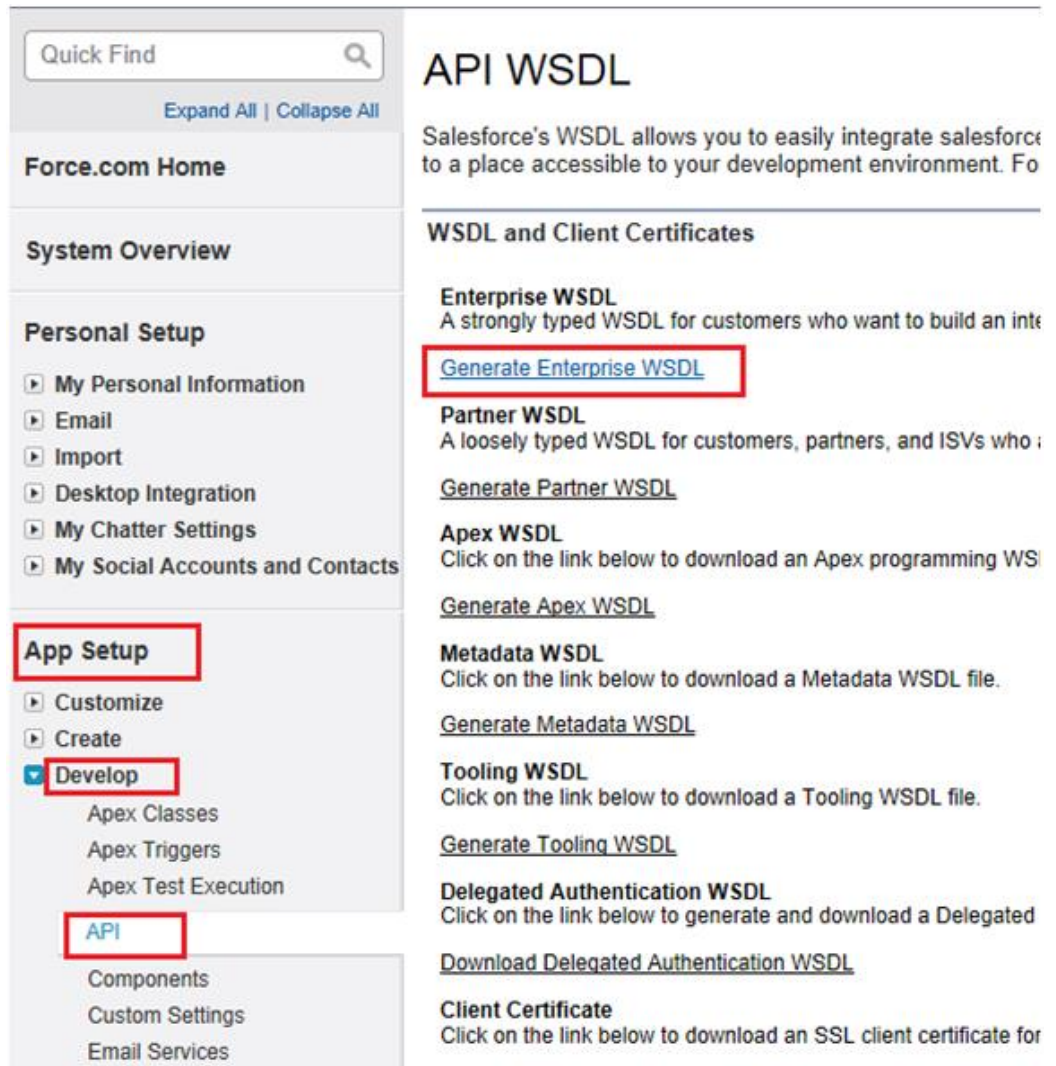 Quick Find
Expand All | Collapse All
Force.com Home
System Overview
Personal Setup
My Personal Information
Email
Import
Desktop Integration
My Chatter Settings
My Social Accounts and Contacts
App Setup
Customize
Create
Develop
Apex Classes
Apex Triggers
Apex Test Execution
API
Components
Custom Settings
Email Services
API WSDL
Salesforce's WSDL allows you to easily integrate salesforce
to a place accessible to your development environment. Fo
WSDL and Client Certificates
Enterprise WSDL
A strongly typed WSDL for customers who want to build an inte
Generate Enterprise WSDL
Partner WSDL
A loosely typed WSDL for customers, partners, and ISVs who
Generate Partner WSDL
Apex WSDL
Click on the link below to download an Apex programming WS
Generate Apex WSDL
Metadata WSDL
Click on the link below to download a Metadata WSDL file.
Generate Metadata WSDL
Tooling WSDL
Click on the link below to download a Tooling WSDL file.
Generate Tooling WSDL
Delegated Authentication WSDL
Click on the link below to generate and download a Delegated
Download Delegated Authentication WSDL
Client Certificate
Click on the link below to download an SSL client certificate for